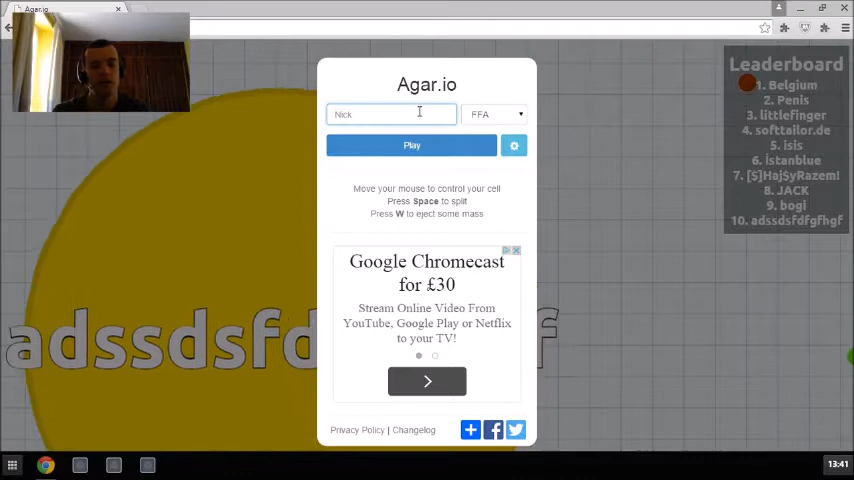 Agar.io
Agar.io
Nick
FFA
Play
Move your mouse to control your cell
Press Space to split
Press W to eject some mass
Google Chromecast
for £30
Stream Online Video From
YouTube, Google Play or Netflix
to your TV!
Privacy Policy | Changelog
Leaderboard
1. Belgium
2. Penis
3. littlefinger
4. softtailor.de
5. isis
6. İstanblue
7. [$]Haj$yRazem!
8. JACK
9. bogi
10. adssdsfdfgfhgf
adssdsfd
f
13:41